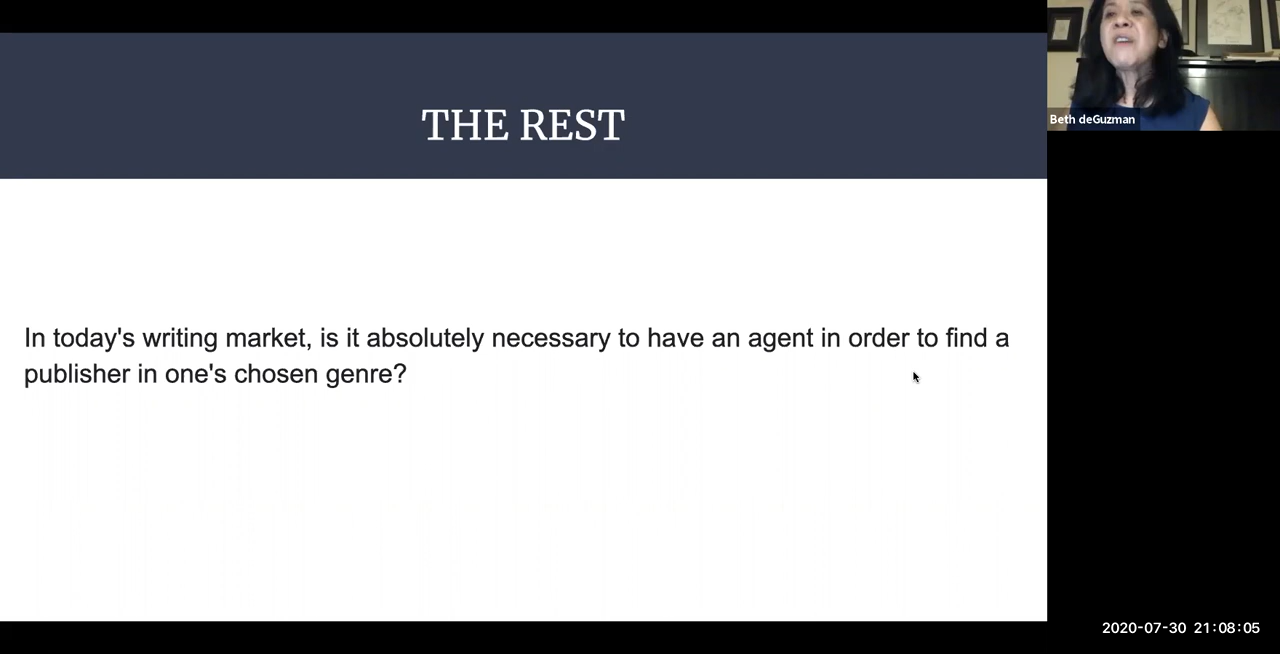 THE REST
Beth deGuzman
In today's writing market, is it absolutely necessary to have an agent in order to find a
publisher in one's chosen genre?
2020-07-30 21:08:05